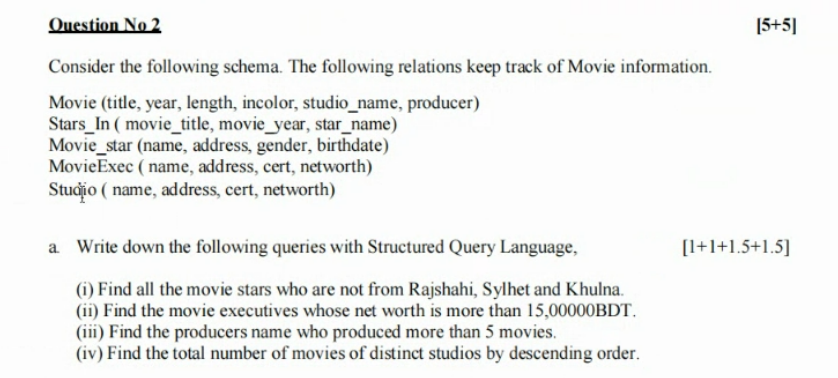 Question No 2 [5+5]
Consider the following schema. The following relations keep track of Movie information.
Movie (title, year, length, incolor, studio_name, producer)
Stars_In ( movie_title, movie_year, star_name)
Movie_star (name, address, gender, birthdate)
MovieExec ( name, address, cert, networth)
Studio ( name, address, cert, networth)
a. Write down the following queries with Structured Query Language, [1+1+1.5+1.5]
(i) Find all the movie stars who are not from Rajshahi, Sylhet and Khulna.
(ii) Find the movie executives whose net worth is more than 15,00000BDT.
(iii) Find the producers name who produced more than 5 movies.
(iv) Find the total number of movies of distinct studios by descending order.